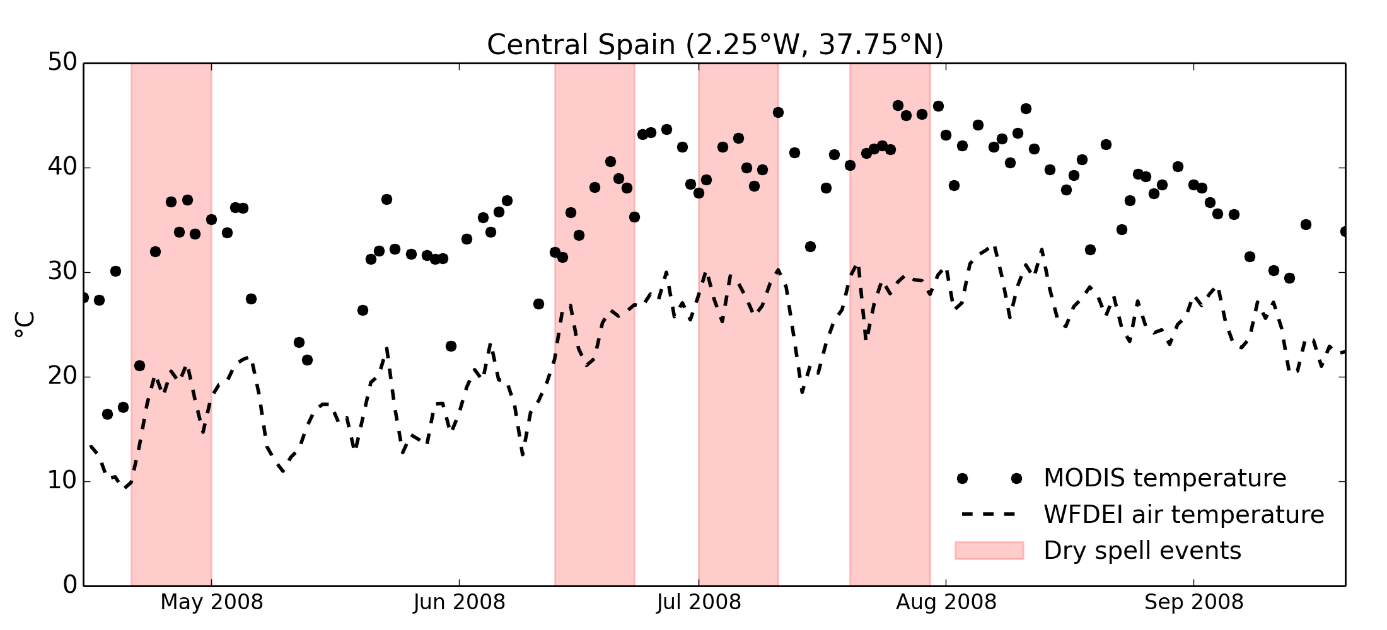 Central Spain (2.25°W, 37.75°N)
50
40
30
20
10
0
°C
May 2008
Jun 2008
Jul 2008
Aug 2008
Sep 2008
MODIS temperature
WFDEI air temperature
Dry spell events